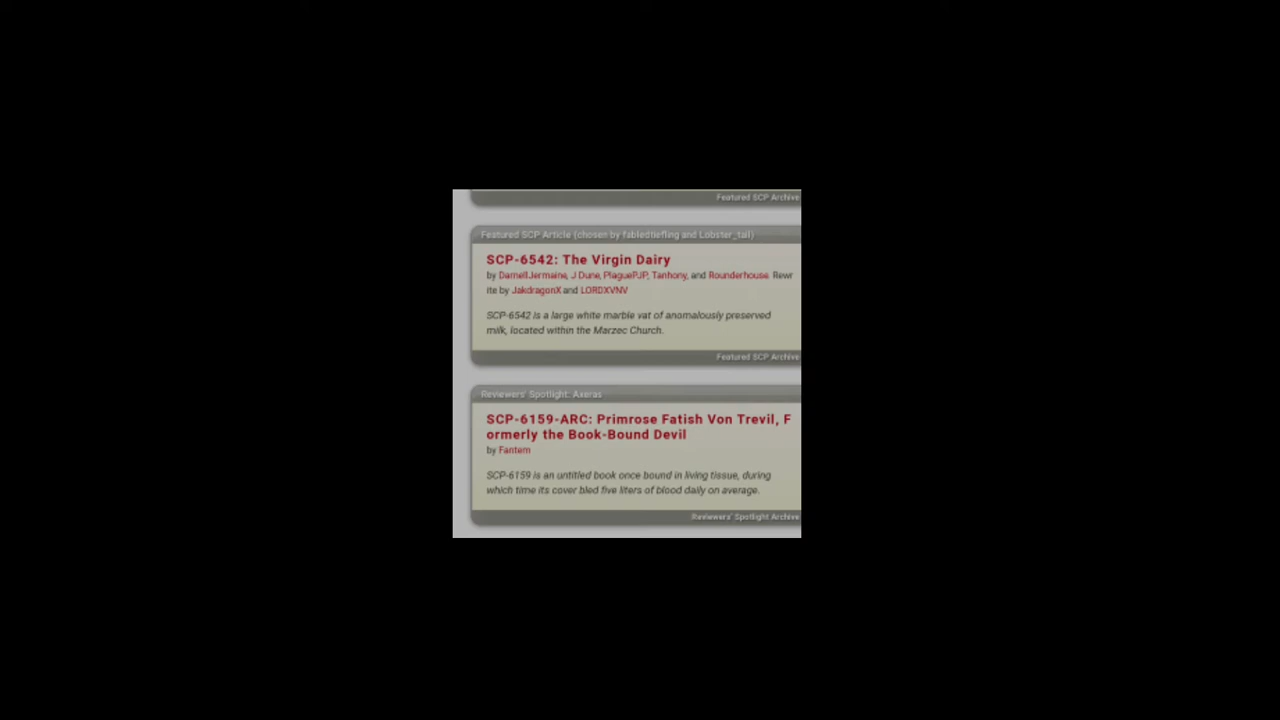 Featured SCP Archive
Featured SCP Article (chosen by fabledtiefling and Lobster_tail)
SCP-6542: The Virgin Dairy
by DarnellJermaine, J Dune, PlaguePJP, Tanhony, and Rounderhouse. Rewr
ite by JakdragonX and LORDXVNV
SCP-6542 is a large white marble vat of anomalously preserved
milk, located within the Marzec Church.
Featured SCP Archive
Reviewers' Spotlight: Axeras
SCP-6159-ARC: Primrose Fatish Von Trevil, F
ormerly the Book-Bound Devil
by Fantem
SCP-6159 is an untitled book once bound in living tissue, during
which time its cover bled five liters of blood daily on average.
Reviewers' Spotlight Archive